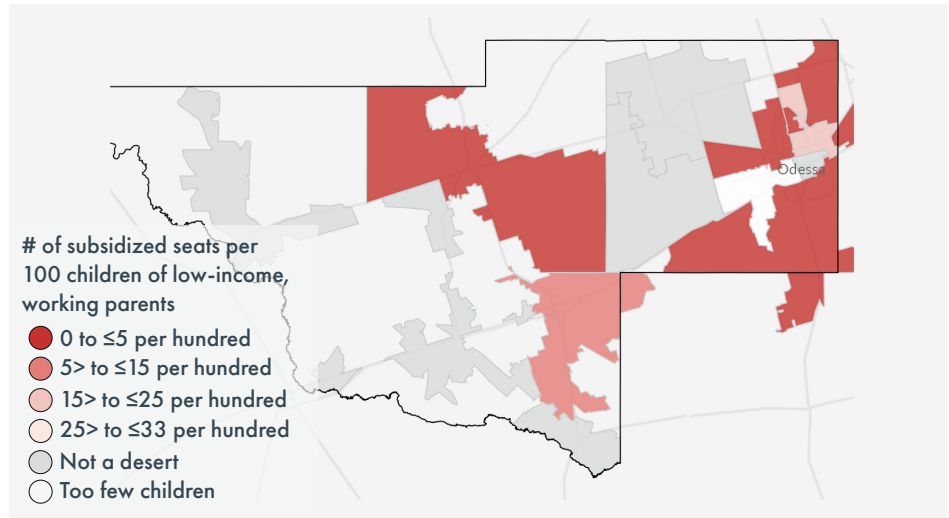 Odessa
# of subsidized seats per
100 children of low-income,
working parents
0 to ≤5 per hundred
5> to ≤15 per hundred
15> to ≤25 per hundred
25> to ≤33 per hundred
Not a desert
Too few children